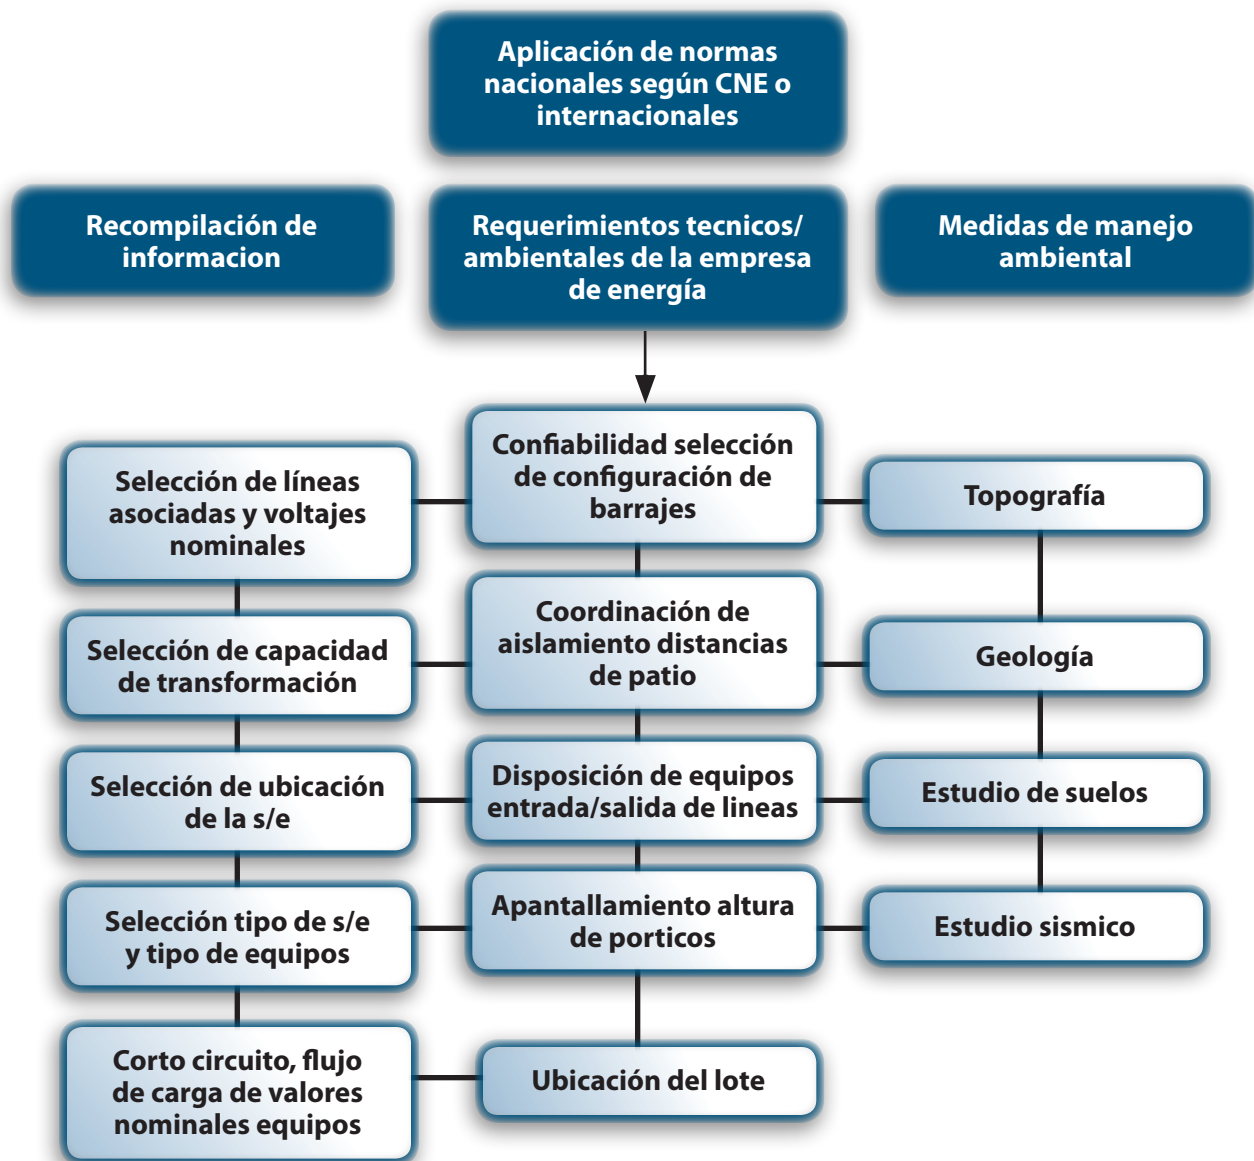 Aplicación de normas
nacionales según CNE o
internacionales
Recompilación de
informacion
Requerimientos tecnicos/
ambientales de la empresa
de energía
Medidas de manejo
ambiental
Selección de líneas
asociadas y voltajes
nominales
Confiabilidad selección
de configuración de
barrajes
Topografía
Selección de capacidad
de transformación
Coordinación de
aislamiento distancias
de patio
Geología
Selección de ubicación
de la s/e
Disposición de equipos
entrada/salida de lineas
Estudio de suelos
Selección tipo de s/e
y tipo de equipos
Apantallamiento altura
de porticos
Estudio sismico
Corto circuito, flujo
de carga de valores
nominales equipos
Ubicación del lote